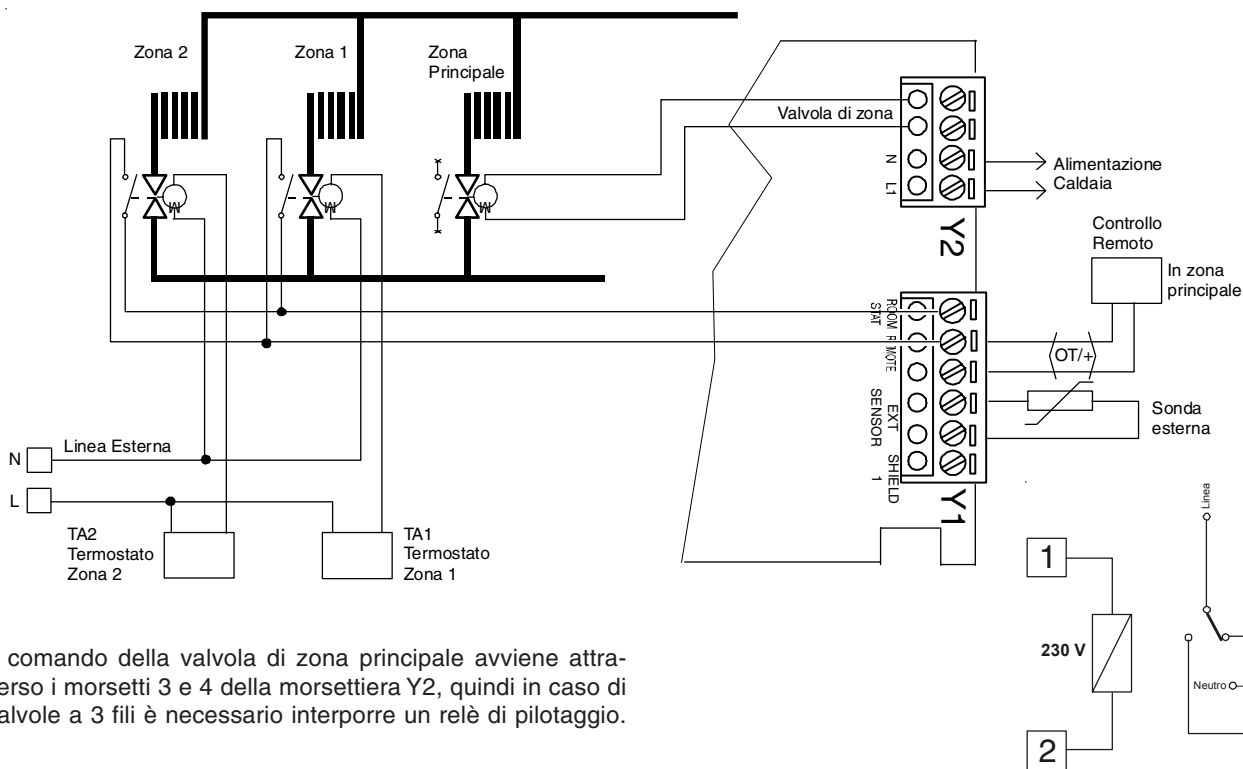 Zona 2
Zona 1
Zona
Principale
Valvola di zona
N
L1
Alimentazione
Caldaia
Y2
Controllo
Remoto
In zona
principale
ROOM
STAT
REMOTE
(OT/+)
EXT
SENSOR
SHIELD
1
Y1
Sonda
esterna
M
M
M
N
Linea Esterna
L
TA2
Termostato
Zona 2
TA1
Termostato
Zona 1
1
230 V
2
Linea
Neutro
comando della valvola di zona principale avviene attra-
erso i morsetti 3 e 4 della morsettiera Y2, quindi in caso di
alvole a 3 fili è necessario interporre un relè di pilotaggio.